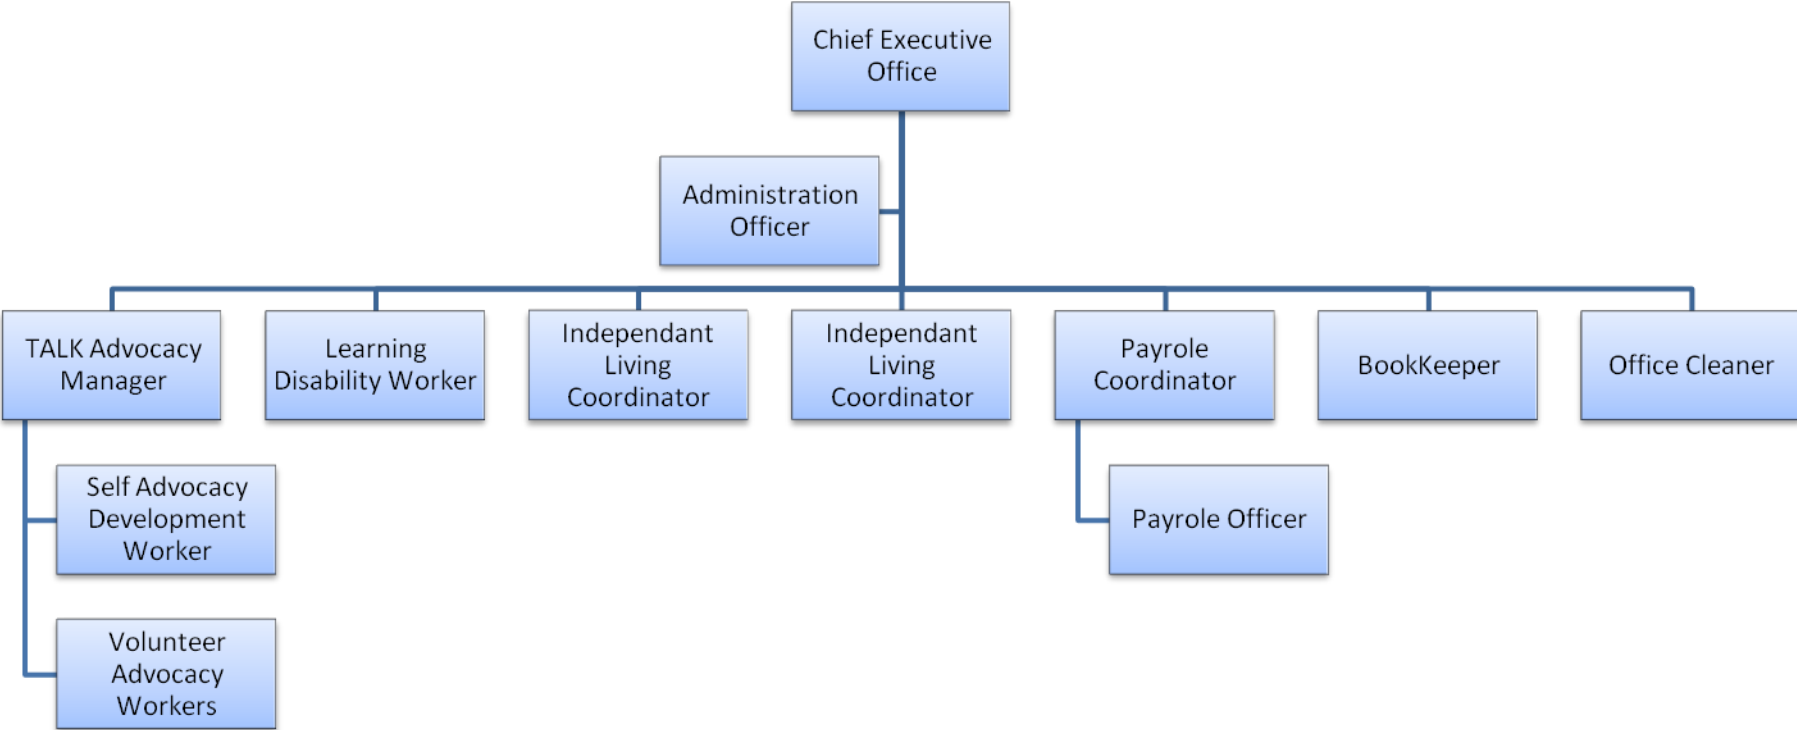 Chief Executive
Office
Administration
Officer
TALK Advocacy
Manager
Learning
Disability Worker
Independant
Living
Coordinator
Independant
Living
Coordinator
Payrole
Coordinator
BookKeeper
Office Cleaner
Self Advocacy
Development
Worker
Payrole Officer
Volunteer
Advocacy
Workers